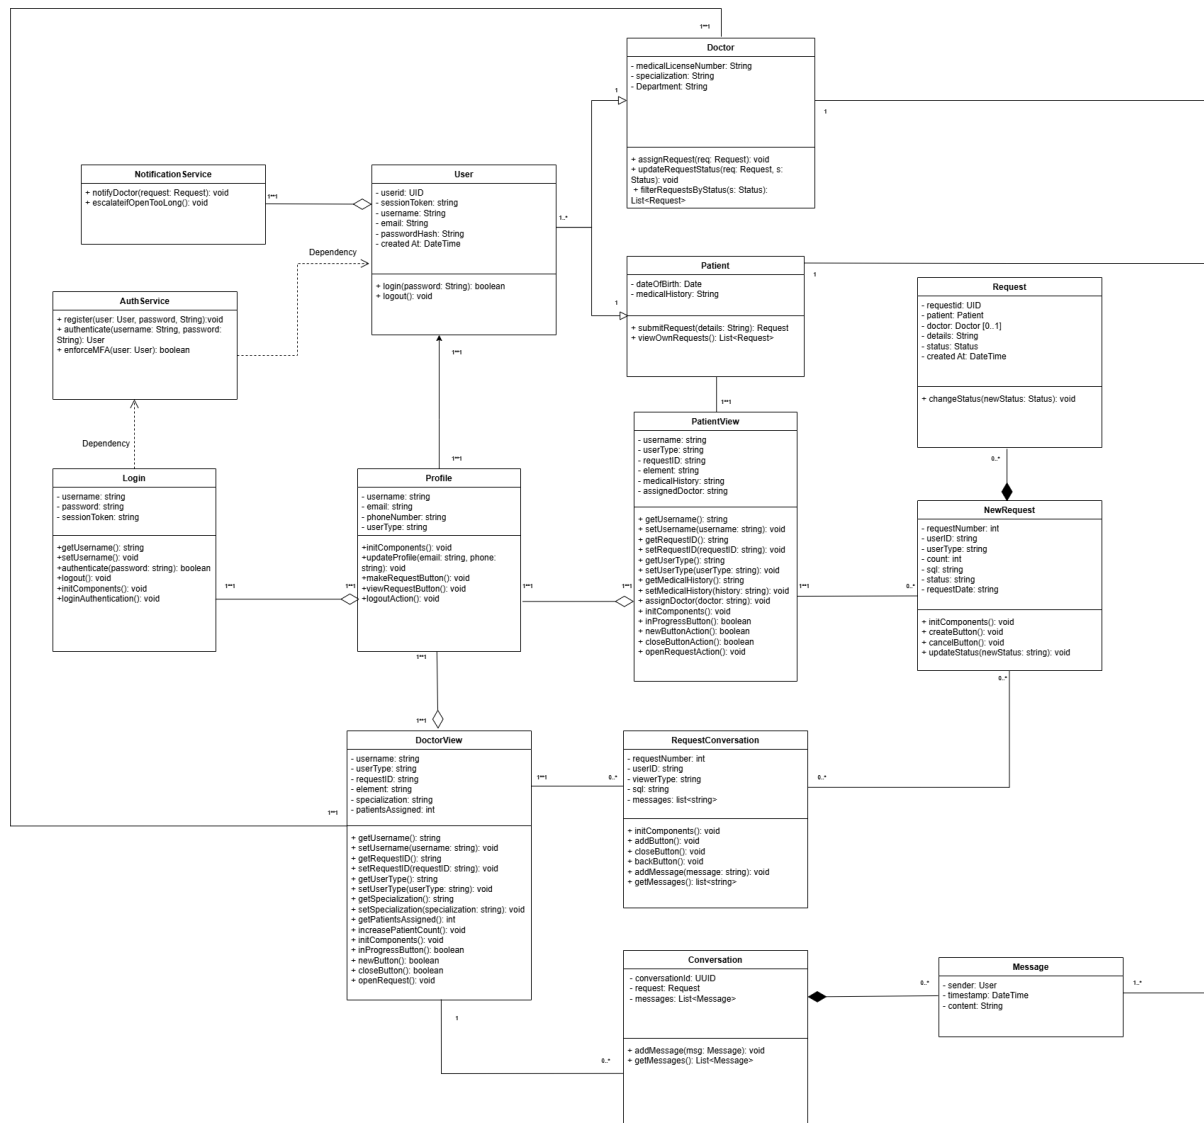 1**1
Doctor
- medicalLicenseNumber: String
- specialization: String
- Department: String
+ assignRequest(req: Request): void
+ updateRequestStatus(req: Request, s:
Status): void
+ filterRequestsByStatus(s: Status):
List<Request>
1
1
NotificationService
+ notifyDoctor(request: Request): void
+ escalateifOpenTooLong(): void
1**1
User
- userid: UID
- sessionToken: string
- username: String
- email: String
- passwordHash: String
- created At: DateTime
+ login(password: String): boolean
+ logout(): void
1..*
1
Dependency
Patient
- dateOfBirth: Date
- medicalHistory: String
+ submitRequest(details: String): Request
+ viewOwnRequests(): List<Request>
1
Request
- requestid: UID
- patient: Patient
- doctor: Doctor [0..1]
- details: String
- status: Status
- created At: DateTime
+ changeStatus(newStatus: Status): void
AuthService
+ register(user: User, password, String):void
+ authenticate(username: String, password:
String): User
+ enforceMFA(user: User): boolean
1**1
1**1
Dependency
0..*
1**1
Login
- username: string
- password: string
- sessionToken: string
+getUsername(): string
+setUsername(): void
+authenticate(password: string): boolean
+logout(): void
+initComponents(): void
+loginAuthentication(): void
1**1
1**1
Profile
- username: string
- email: string
- phoneNumber: string
- userType: string
+initComponents(): void
+updateProfile(email: string, phone:
string): void
+makeRequestButton(): void
+viewRequestButton(): void
+logoutAction(): void
1**1
1**1
PatientView
- username: string
- userType: string
- requestID: string
- element: string
- medicalHistory: string
- assignedDoctor: string
+ getUsername(): string
+ setUsername(username: string): void
+ getRequestID(): string
+ setRequestID(requestID: string): void
+ getUserType(): string
+ setUserType(userType: string): void
+ getMedicalHistory(): string
+ setMedicalHistory(history: string): void
+ assignDoctor(doctor: string): void
+ initComponents(): void
+ inProgressButton(): boolean
+ newButtonAction(): boolean
+ closeButtonAction(): boolean
+ openRequestAction(): void
1**1
0..*
NewRequest
- requestNumber: int
- userID: string
- userType: string
- count: int
- sql: string
- status: string
- requestDate: string
+ initComponents(): void
+ createButton(): void
+ cancelButton(): void
+ updateStatus(newStatus: string): void
1**1
0..*
1**1
DoctorView
- username: string
- userType: string
- requestID: string
- element: string
- specialization: string
- patientsAssigned: int
+ getUsername(): string
+ setUsername(username: string): void
+ getRequestID(): string
+ setRequestID(requestID: string): void
+ getUserType(): string
+ setUserType(userType: string): void
+ getSpecialization(): string
+ setSpecialization(specialization: string): void
+ getPatientsAssigned(): int
+ increasePatientCount(): void
+ initComponents(): void
+ inProgressButton(): boolean
+ newButton(): boolean
+ closeButton(): boolean
+ openRequest(): void
1**1
1**1
0..*
RequestConversation
- requestNumber: int
- userID: string
- viewerType: string
- sql: string
- messages: list<string>
+ initComponents(): void
+ addButton(): void
+ closeButton(): void
+ backButton(): void
+ addMessage(message: string): void
+ getMessages(): list<string>
0..*
1
0..*
Conversation
- conversationId: UUID
- request: Request
- messages: List<Message>
+ addMessage(msg: Message): void
+ getMessages(): List<Message>
0..*
Message
- sender: User
- timestamp: DateTime
- content: String
1..*